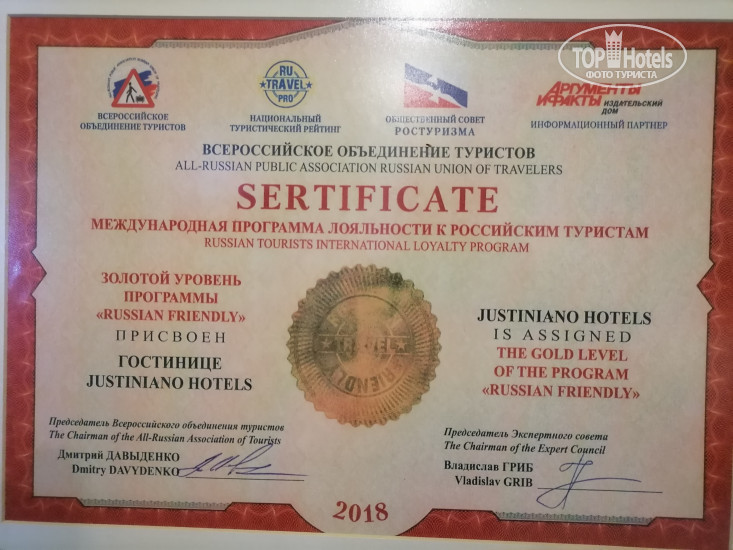 TOP Hotels
ФОТО ТУРИСТА
ВСЕРОССИЙСКОЕ
ОБЪЕДИНЕНИЕ ТУРИСТОВ
RU
TRAVEL
PRO
НАЦИОНАЛЬНЫЙ
ТУРИСТИЧЕСКИЙ РЕЙТИНГ
ОБЩЕСТВЕННЫЙ СОВЕТ
РОСТУРИЗМА
АРГУМЕНТЫ
И ФАКТЫ ИЗДАТЕЛЬСКИЙ
ДОМ
ИНФОРМАЦИОННЫЙ ПАРТНЕР
ВСЕРОССИЙСКОЕ ОБЪЕДИНЕНИЕ ТУРИСТОВ
ALL-RUSSIAN PUBLIC ASSOCIATION RUSSIAN UNION OF TRAVELERS
SERTIFICATE
МЕЖДУНАРОДНАЯ ПРОГРАММА ЛОЯЛЬНОСТИ К РОССИЙСКИМ ТУРИСТАМ
RUSSIAN TOURISTS INTERNATIONAL LOYALTY PROGRAM
ЗОЛОТОЙ УРОВЕНЬ
ПРОГРАММЫ
«RUSSIAN FRIENDLY»
ПРИСВОЕН
ГОСТИНИЦЕ
JUSTINIANO HOTELS
TRAVEL
FRIENDLY
JUSTINIANO HOTELS
IS ASSIGNED
THE GOLD LEVEL
OF THE PROGRAM
«RUSSIAN FRIENDLY»
Председатель Всероссийского объединения туристов
The Chairman of the All-Russian Association of Tourists
Дмитрий ДАВЫДЕНКО
Dmitry DAVYDENKO
Председатель Экспертного совета
The Chairman of the Expert Council
Владислав ГРИБ
Vladislav GRIB
2018